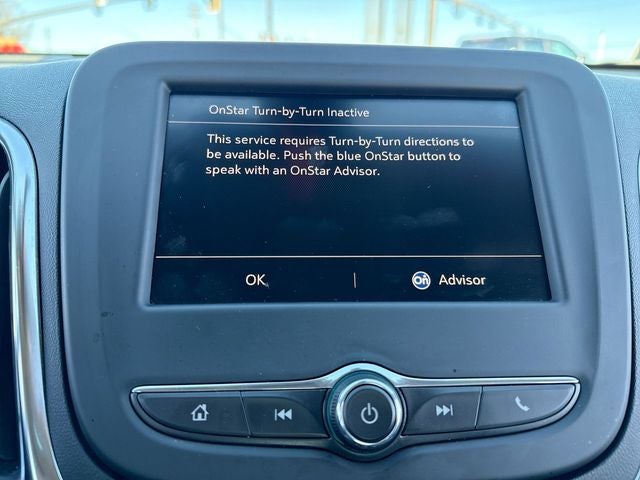 OnStar Turn-by-Turn Inactive
This service requires Turn-by-Turn directions to
be available. Push the blue OnStar button to
speak with an OnStar Advisor.
OK | On Advisor